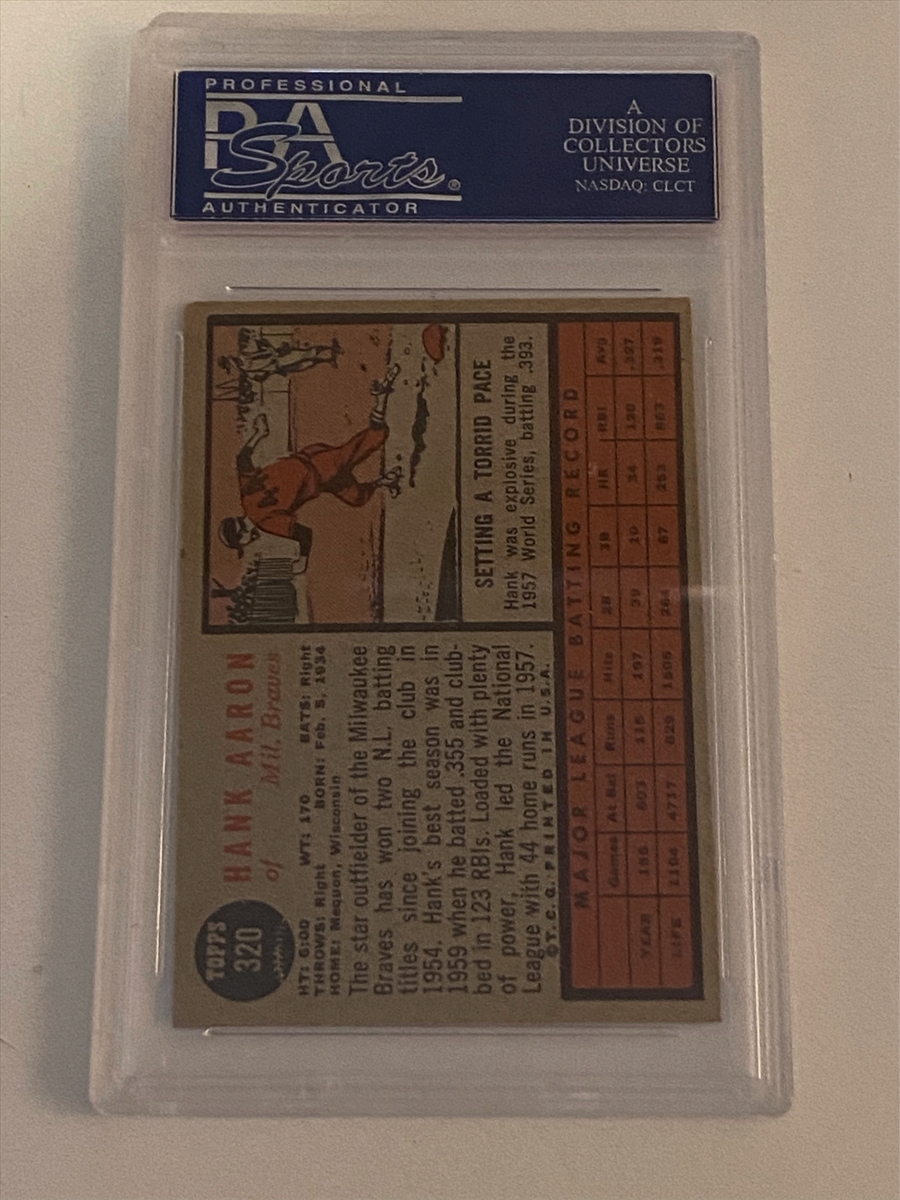 PROFESSIONAL
PSA
Sports®
AUTHENTICATOR
A
DIVISION OF
COLLECTORS
UNIVERSE
NASDAQ: CLCT
TOPPS
320
HANK AARON
of Mil. Braves
HT: 6:00 WT: 170 BATS: Right
THROWS: Right BORN: Feb. 5, 1934
HOME: Mequon, Wisconsin
The star outfielder of the Milwaukee
Braves has won two N.L. batting
titles since joining the club in
1954. Hank's best season was in
1959 when he batted .355 and club-
bed in 123 RBIs. Loaded with plenty
of power, Hank led the National
League with 44 home runs in 1957.
©T.C.G. PRINTED IN U.S.A.
SETTING A TORRID PACE
Hank was explosive during the
1957 World Series, batting .393.
MAJOR LEAGUE BATTING RECORD
Games At Bat Runs Hits 2B 3B HR RBI Avg
YEAR 155 603 115 197 39 10 34 120 .327
LIFE 1194 4717 829 1505 264 67 253 863 .319